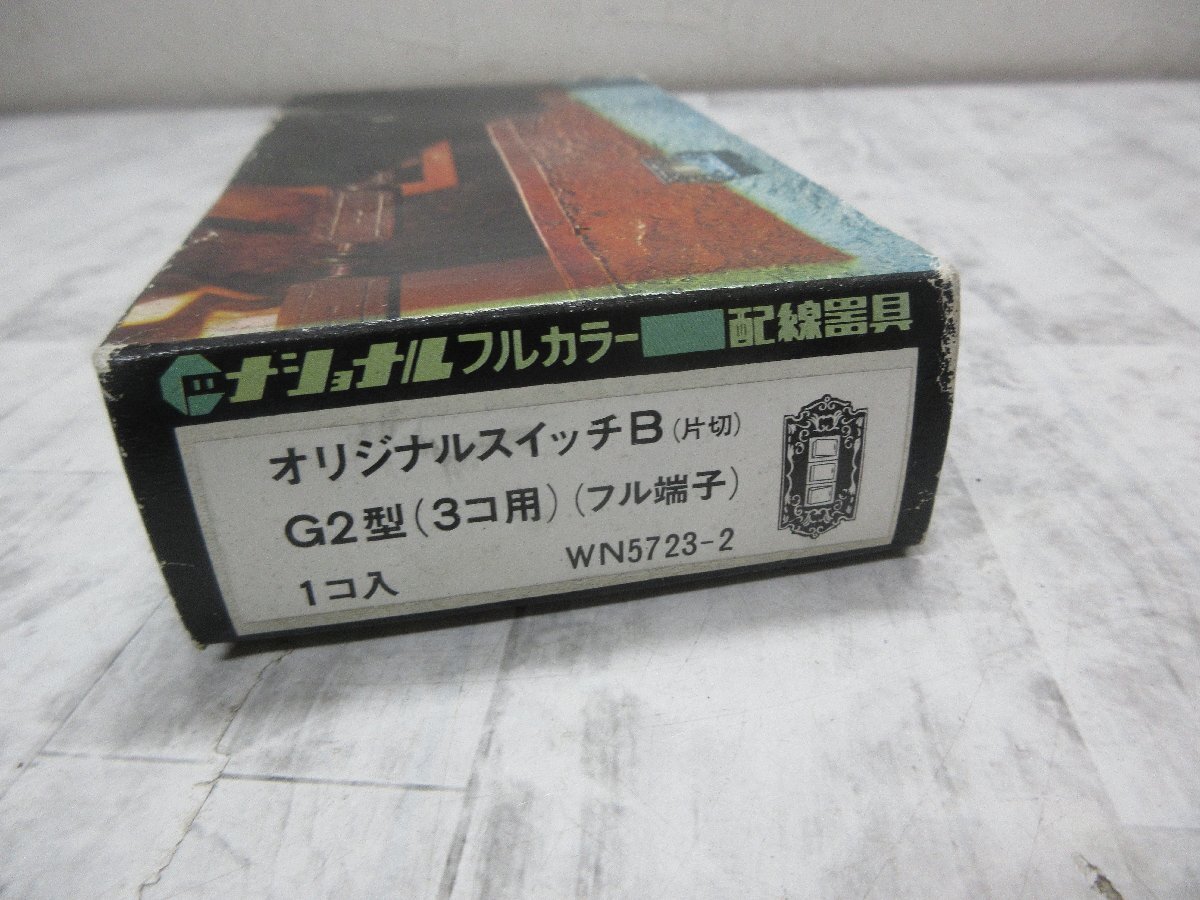 ナショナルフルカラー配線器具
オリジナルスイッチB(片切)
G2型(3コ用)(フル端子)
1コ入 WN5723-2